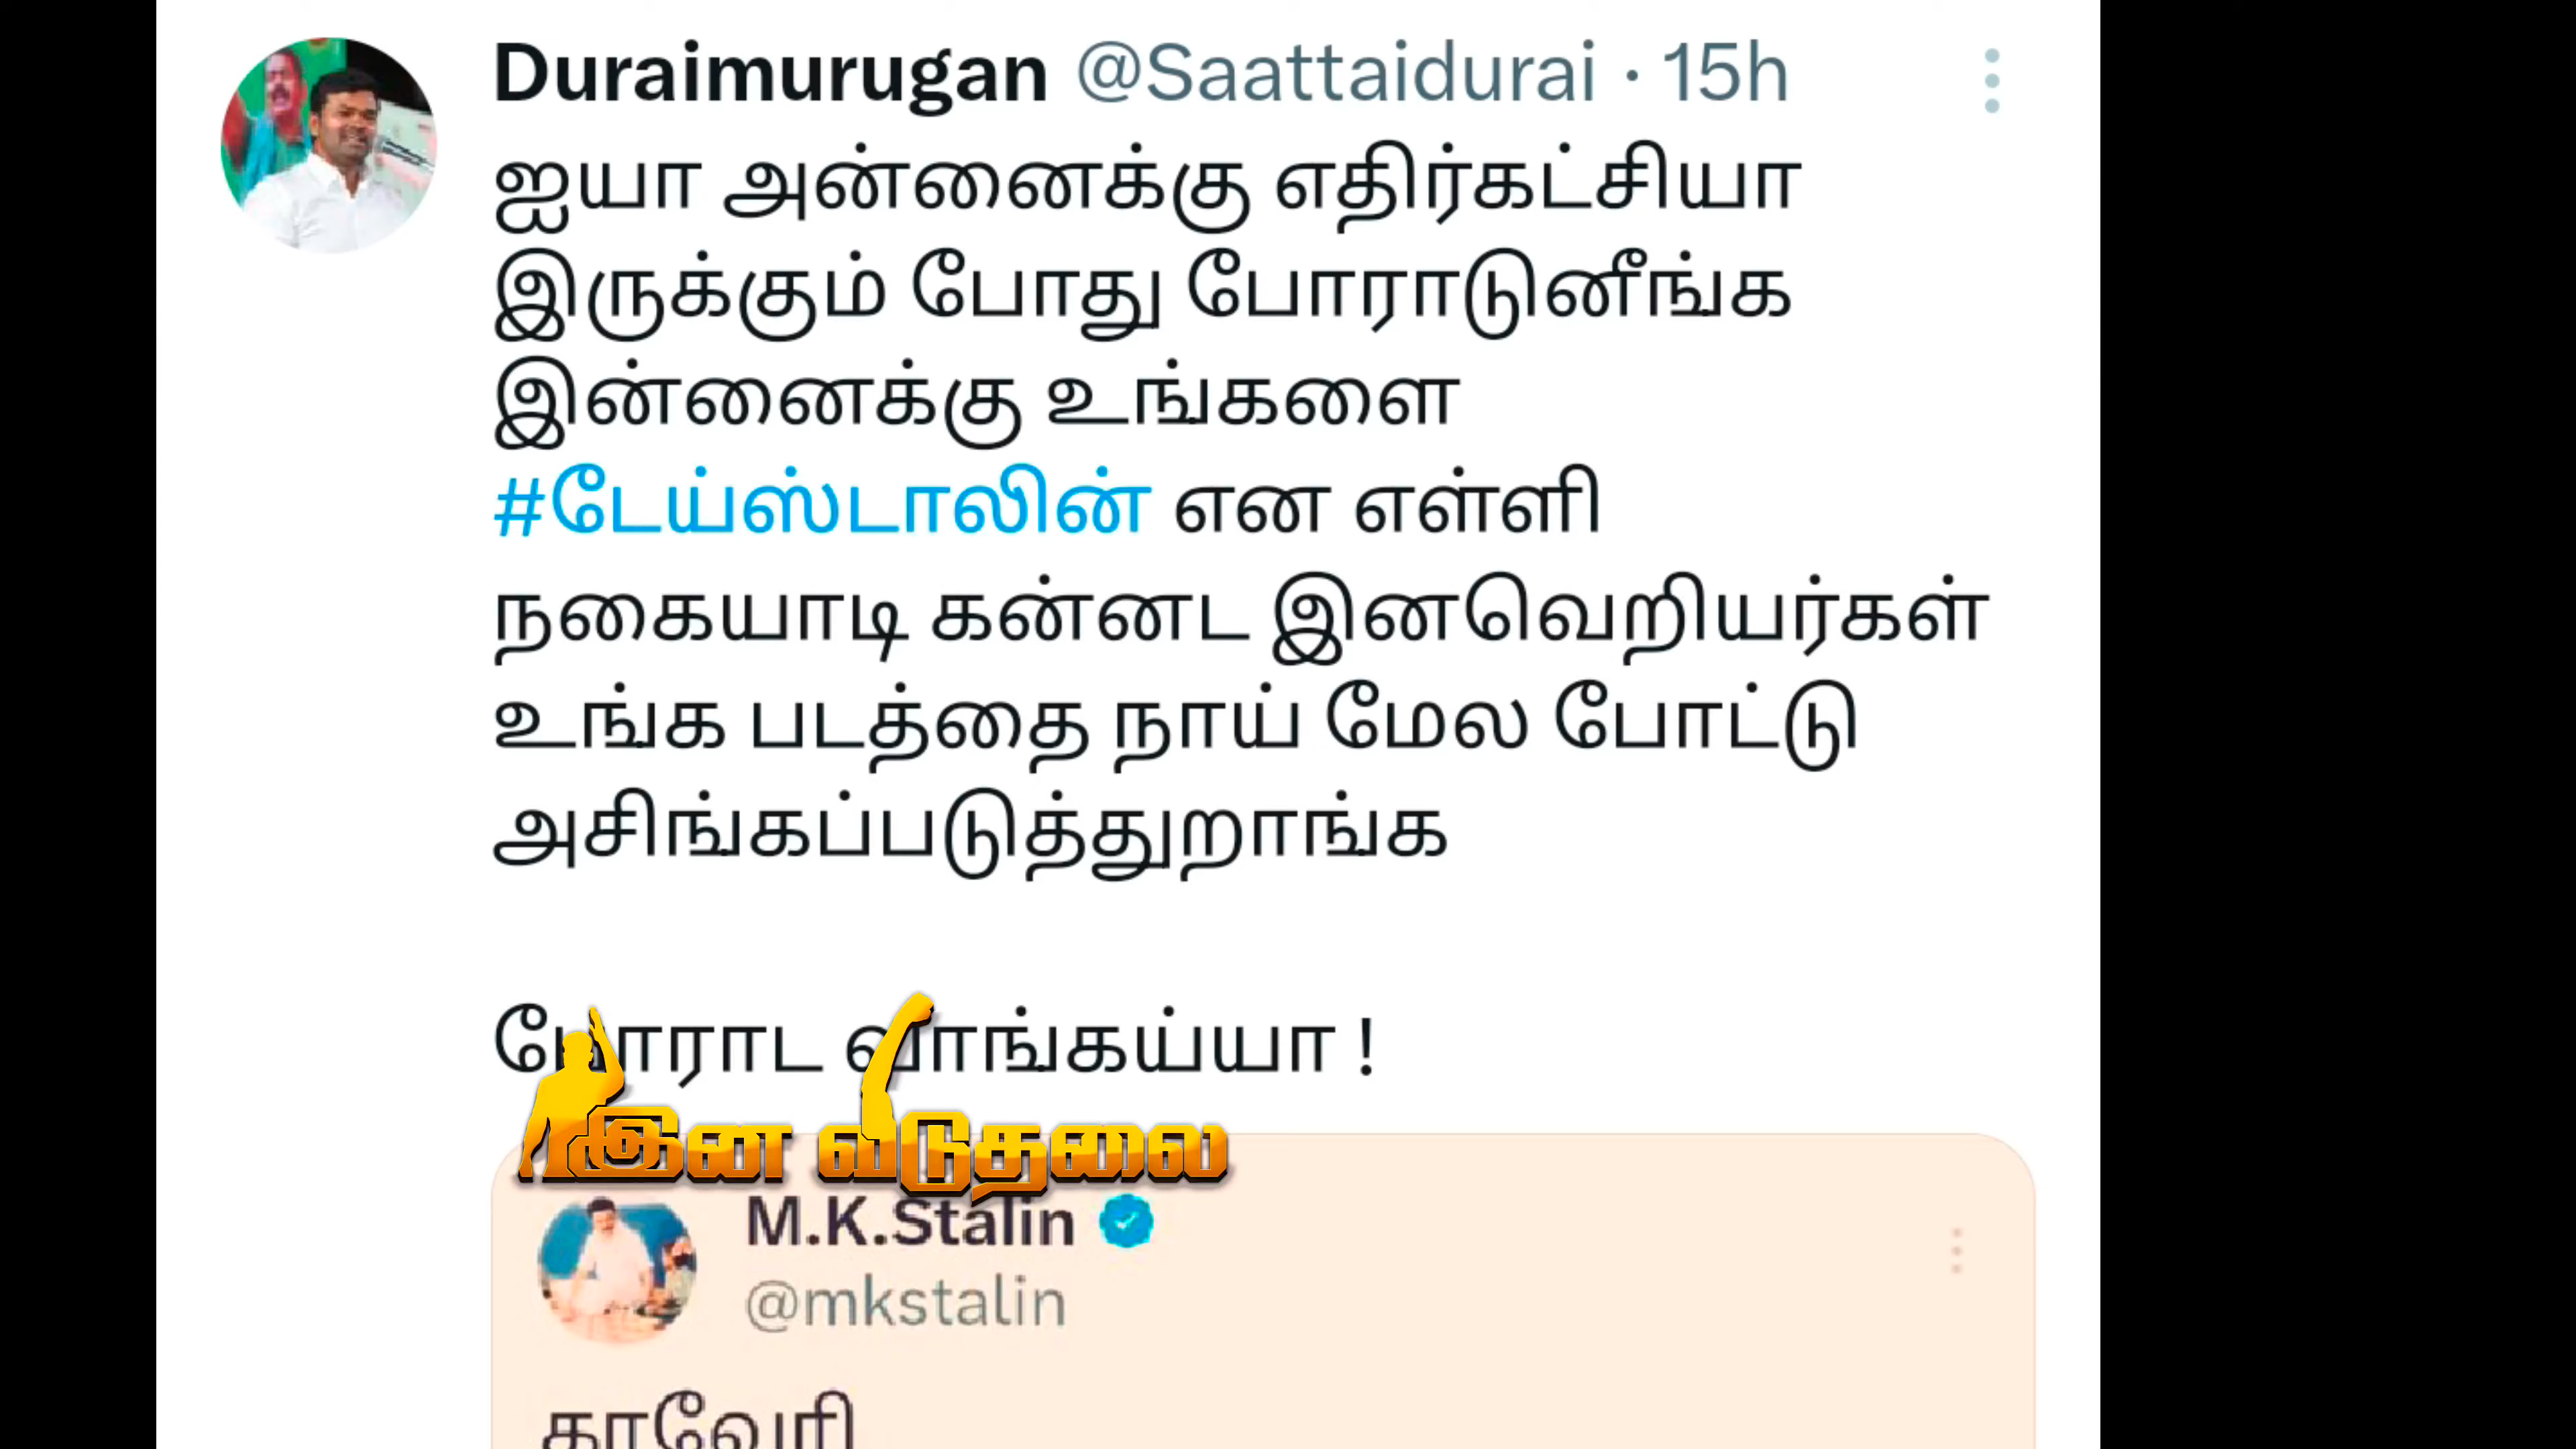 Duraimurugan @Saattaidurai · 15h
ஐயா அன்னைக்கு எதிர்கட்சியா
இருக்கும் போது போராடுனீங்க
இன்னைக்கு உங்களை
#டேய்ஸ்டாலின் என எள்ளி
நகையாடி கன்னட இனவெறியர்கள்
உங்க படத்தை நாய் மேல போட்டு
அசிங்கப்படுத்துறாங்க
போராட வாங்கய்யா !
இன விடுதலை
M.K.Stalin
@mkstalin
காவேரி